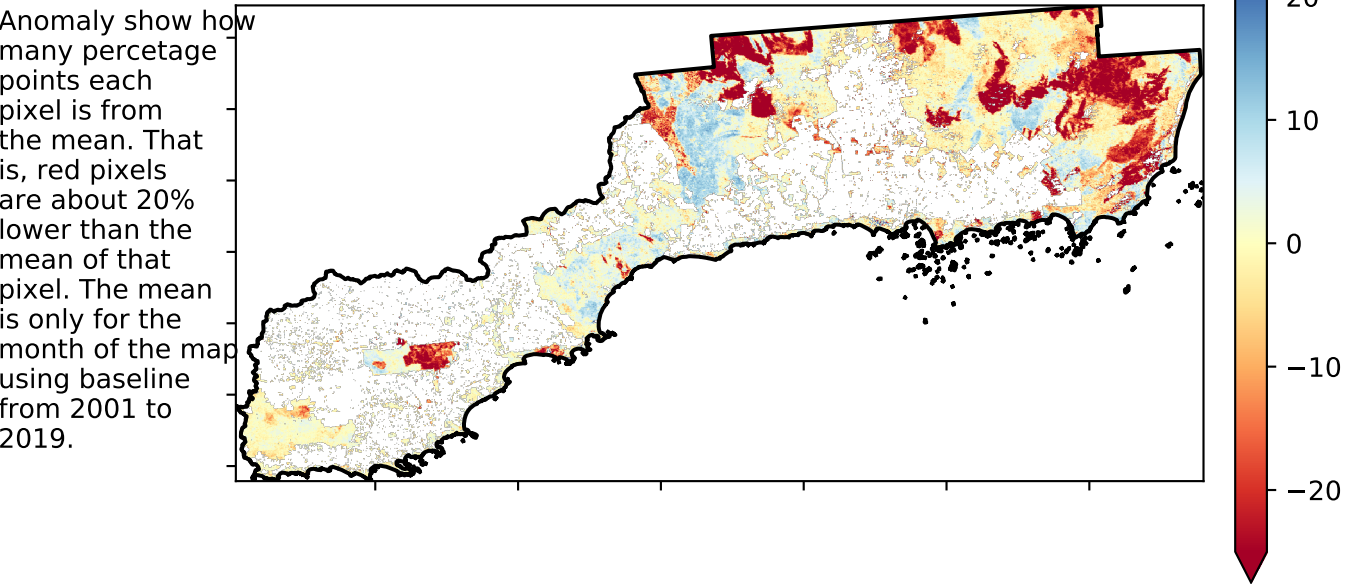 Anomaly show how
many percetage
points each
pixel is from
the mean. That
is, red pixels
are about 20%
lower than the
mean of that
pixel. The mean
is only for the
month of the map
using baseline
from 2001 to
2019.
20
10
0
−10
−20